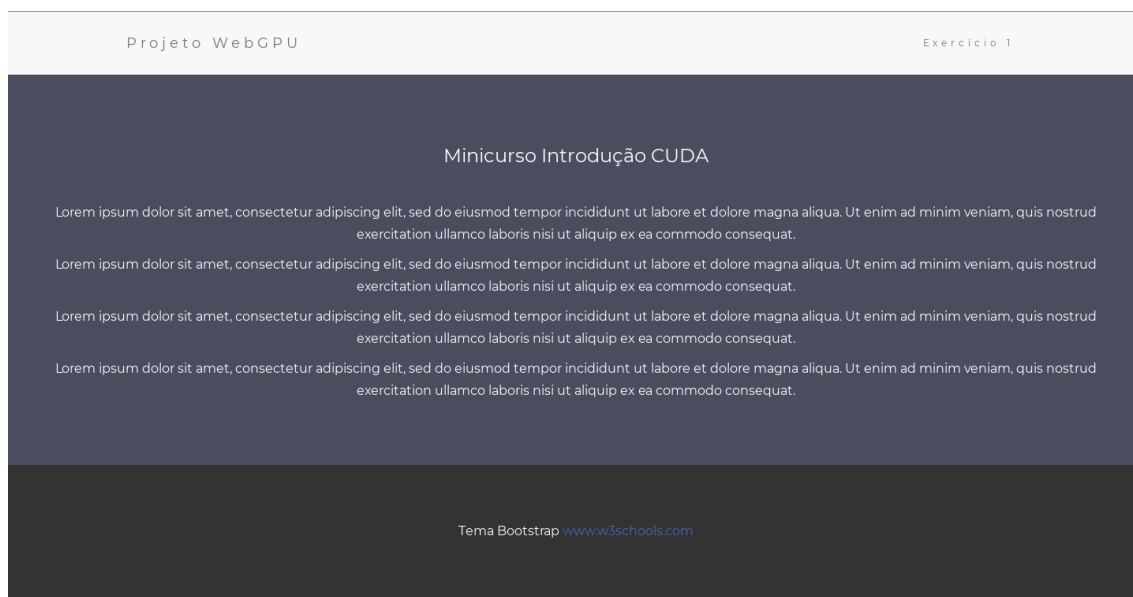 Projeto WebGPU
Exercício 1
Minicurso Introdução CUDA
Lorem ipsum dolor sit amet, consectetur adipiscing elit, sed do eiusmod tempor incididunt ut labore et dolore magna aliqua. Ut enim ad minim veniam, quis nostrud
exercitation ullamco laboris nisi ut aliquip ex ea commodo consequat.
Lorem ipsum dolor sit amet, consectetur adipiscing elit, sed do eiusmod tempor incididunt ut labore et dolore magna aliqua. Ut enim ad minim veniam, quis nostrud
exercitation ullamco laboris nisi ut aliquip ex ea commodo consequat.
Lorem ipsum dolor sit amet, consectetur adipiscing elit, sed do eiusmod tempor incididunt ut labore et dolore magna aliqua. Ut enim ad minim veniam, quis nostrud
exercitation ullamco laboris nisi ut aliquip ex ea commodo consequat.
Lorem ipsum dolor sit amet, consectetur adipiscing elit, sed do eiusmod tempor incididunt ut labore et dolore magna aliqua. Ut enim ad minim veniam, quis nostrud
exercitation ullamco laboris nisi ut aliquip ex ea commodo consequat.
Tema Bootstrap www.w3schools.com